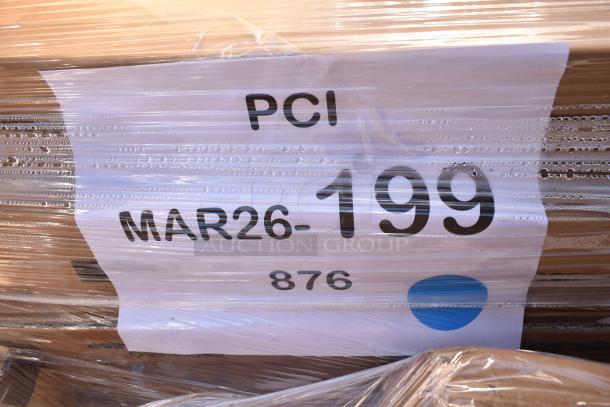 PCI
MAR26-199
AUCTION GROUP
876